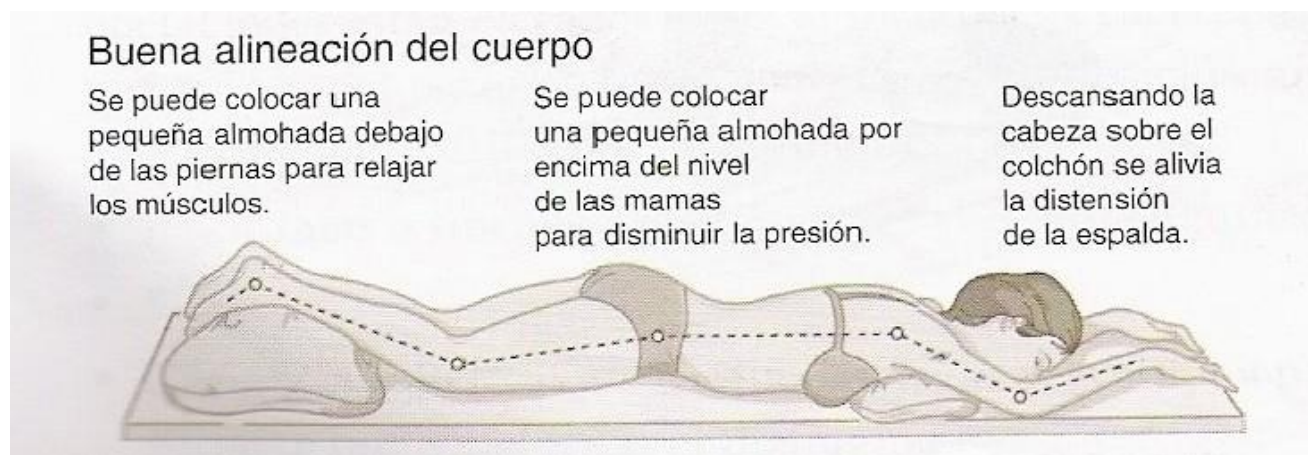 Buena alineación del cuerpo
Se puede colocar una
pequeña almohada debajo
de las piernas para relajar
los músculos.
Se puede colocar
una pequeña almohada por
encima del nivel
de las mamas
para disminuir la presión.
Descansando la
cabeza sobre el
colchón se alivia
la distensión
de la espalda.